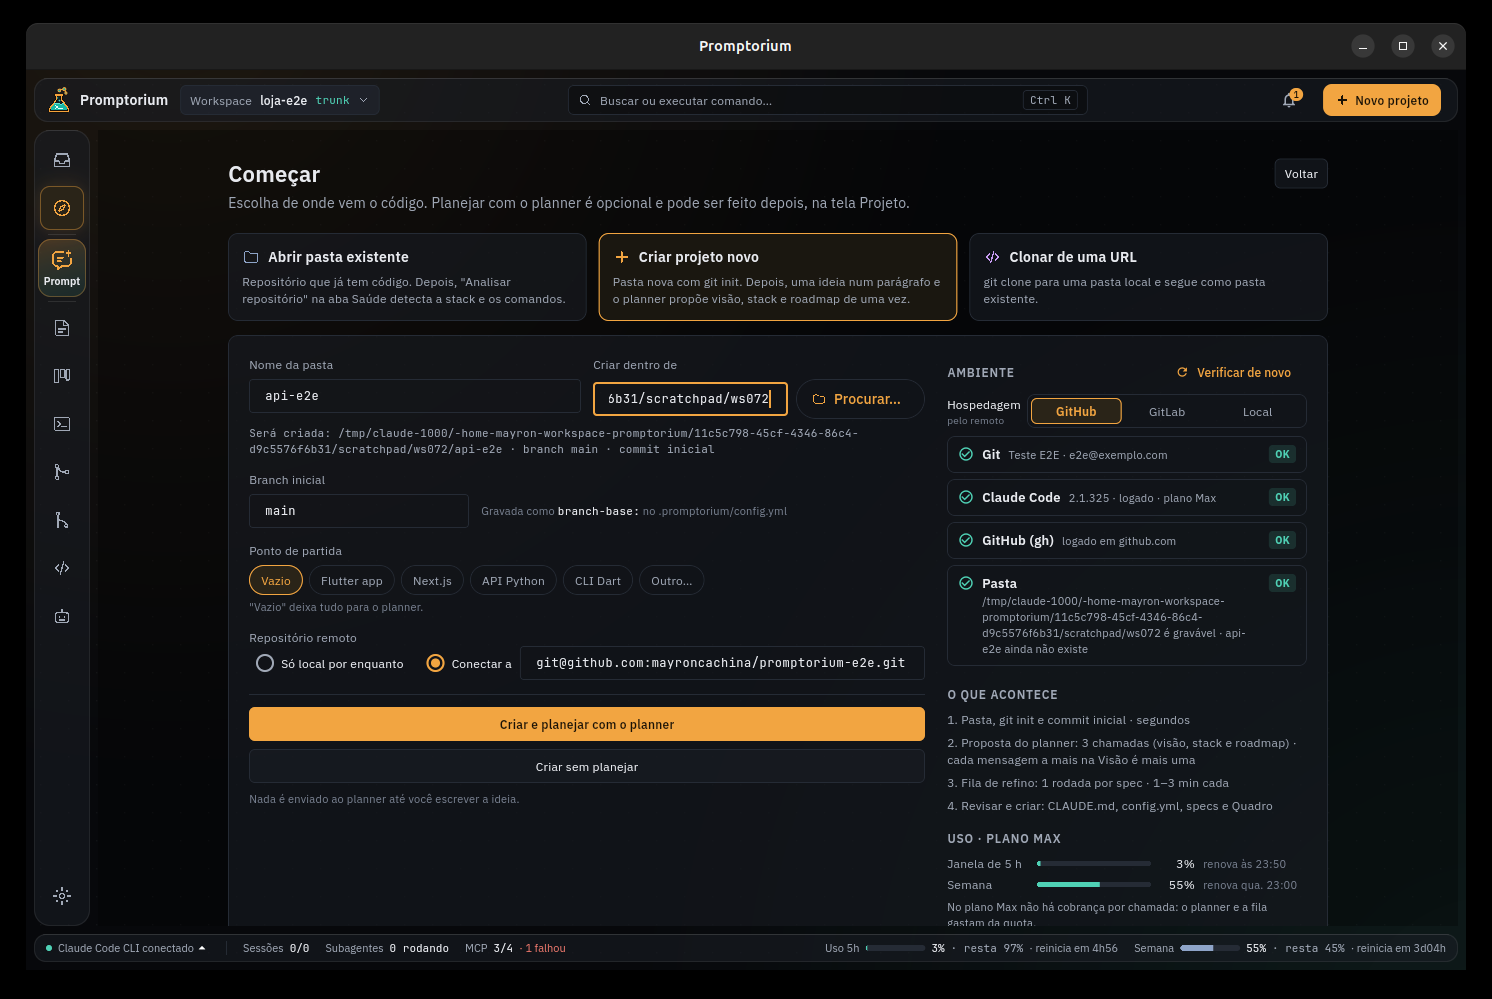 Promptorium
Promptorium
Workspace loja-e2e trunk
Buscar ou executar comando...
Ctrl K
1
+ Novo projeto
Prompt
Começar
Voltar
Escolha de onde vem o código. Planejar com o planner é opcional e pode ser feito depois, na tela Projeto.
Abrir pasta existente
Repositório que já tem código. Depois, "Analisar
repositório" na aba Saúde detecta a stack e os comandos.
Criar projeto novo
Pasta nova com git init. Depois, uma ideia num parágrafo e
o planner propõe visão, stack e roadmap de uma vez.
Clonar de uma URL
git clone para uma pasta local e segue como pasta
existente.
Nome da pasta
api-e2e
Criar dentro de
6b31/scratchpad/ws072
Procurar...
Será criada: /tmp/claude-1000/-home-mayron-workspace-promptorium/11c5c798-45cf-4346-86c4-
d9c5576f6b31/scratchpad/ws072/api-e2e · branch main · commit inicial
Branch inicial
main
Gravada como branch-base: no .promptorium/config.yml
Ponto de partida
Vazio
Flutter app
Next.js
API Python
CLI Dart
Outro...
"Vazio" deixa tudo para o planner.
Repositório remoto
Só local por enquanto
Conectar a
git@github.com:mayroncachina/promptorium-e2e.git
Criar e planejar com o planner
Criar sem planejar
Nada é enviado ao planner até você escrever a ideia.
AMBIENTE
Verificar de novo
Hospedagem
pelo remoto
GitHub
GitLab
Local
Git Teste E2E · e2e@exemplo.com OK
Claude Code 2.1.325 · logado · plano Max OK
GitHub (gh) logado em github.com OK
Pasta OK
/tmp/claude-1000/-home-mayron-workspace-
promptorium/11c5c798-45cf-4346-86c4-
d9c5576f6b31/scratchpad/ws072 é gravável · api-
e2e ainda não existe
O QUE ACONTECE
1. Pasta, git init e commit inicial · segundos
2. Proposta do planner: 3 chamadas (visão, stack e roadmap) ·
cada mensagem a mais na Visão é mais uma
3. Fila de refino: 1 rodada por spec · 1–3 min cada
4. Revisar e criar: CLAUDE.md, config.yml, specs e Quadro
USO · PLANO MAX
Janela de 5 h 3% renova às 23:50
Semana 55% renova qua. 23:00
No plano Max não há cobrança por chamada: o planner e a fila
gastam da quota.
Claude Code CLI conectado
Sessões 0/0
Subagentes 0 rodando
MCP 3/4 · 1 falhou
Uso 5h 3% · resta 97% · reinicia em 4h56
Semana 55% · resta 45% · reinicia em 3d04h